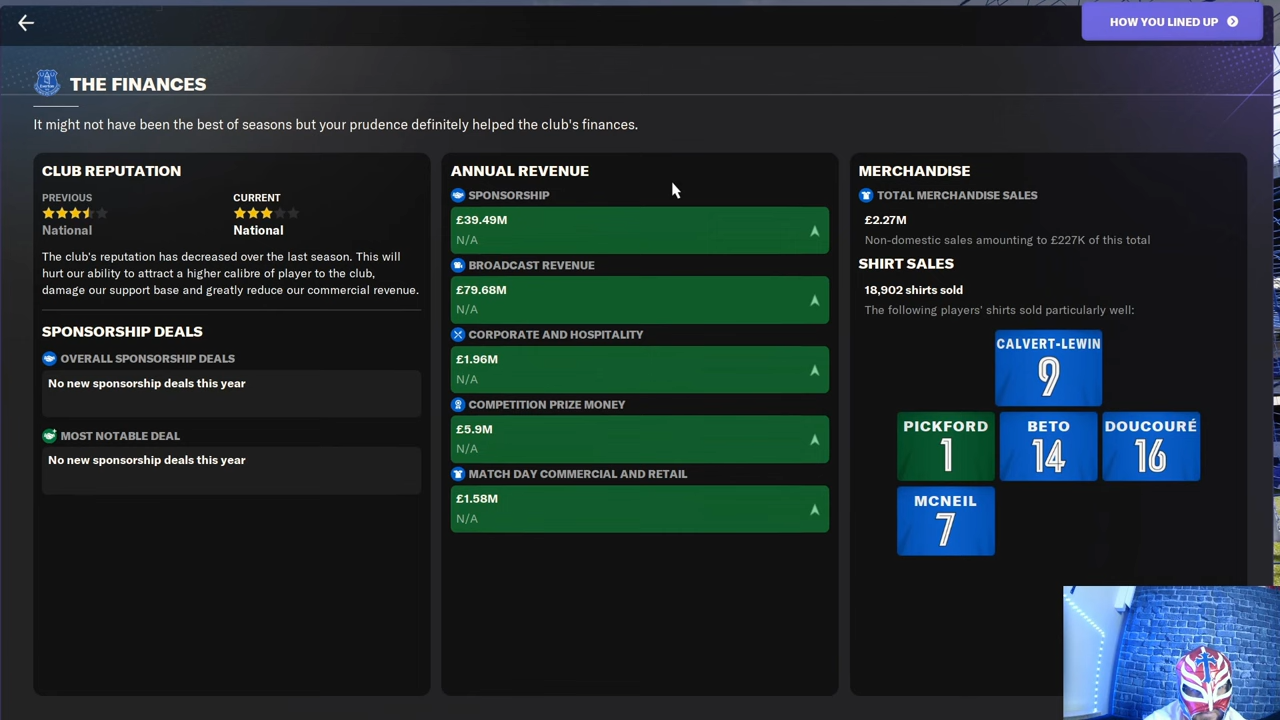 HOW YOU LINED UP
THE FINANCES
It might not have been the best of seasons but your prudence definitely helped the club's finances.
CLUB REPUTATION
PREVIOUS
National
CURRENT
National
The club's reputation has decreased over the last season. This will
hurt our ability to attract a higher calibre of player to the club,
damage our support base and greatly reduce our commercial revenue.
SPONSORSHIP DEALS
OVERALL SPONSORSHIP DEALS
No new sponsorship deals this year
MOST NOTABLE DEAL
No new sponsorship deals this year
ANNUAL REVENUE
SPONSORSHIP
£39.49M
N/A
BROADCAST REVENUE
£79.68M
N/A
CORPORATE AND HOSPITALITY
£1.96M
N/A
COMPETITION PRIZE MONEY
£5.9M
N/A
MATCH DAY COMMERCIAL AND RETAIL
£1.58M
N/A
MERCHANDISE
TOTAL MERCHANDISE SALES
£2.27M
Non-domestic sales amounting to £227K of this total
SHIRT SALES
18,902 shirts sold
The following players' shirts sold particularly well:
CALVERT-LEWIN
9
PICKFORD
1
BETO
14
DOUCOURÉ
16
MCNEIL
7